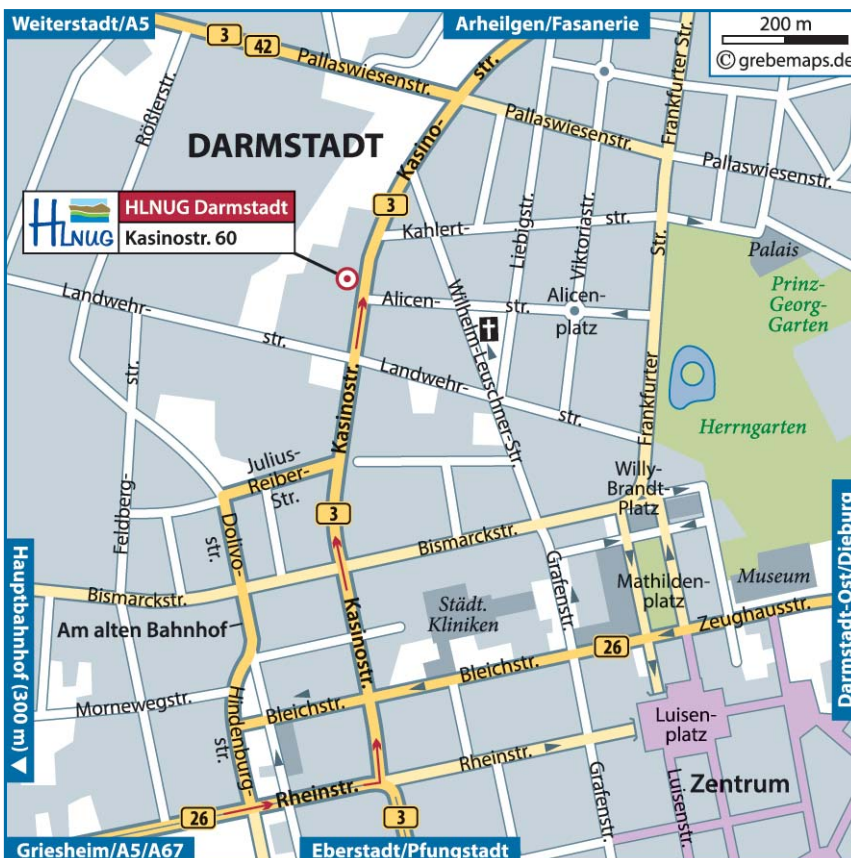 Weiterstadt/A5
Arheilgen/Fasanerie
200 m
© grebemaps.de
3
42
Pallaswiesenstr.
Kasino-
str.
Frankfurter Str.
Rößlerstr.
Pallaswiesenstr.
Pallaswiesenstr.
DARMSTADT
HLNUG
HLNUG Darmstadt
Kasinostr. 60
3
Kahlert-
str.
Liebigstr.
Viktoriastr.
Frankfurter
Str.
Palais
Prinz-
Georg-
Garten
Landwehr-
str.
Alicen-
str.
Alicen-
platz
Wilhelm-Leuschner-Str.
Landwehr-
str.
Kasinostr.
Herrngarten
Feldberg-
str.
Julius-
Reiber-
Str.
Willy-
Brandt-
Platz
3
Dolivo-
str.
Bismarckstr.
Bismarckstr.
Hauptbahnhof (300 m)
Darmstadt-Ost/Dieburg
Grafenstr.
Mathilden-
platz
Museum
Städt.
Kliniken
Kasinostr.
Am alten Bahnhof
Zeughausstr.
26
Bleichstr.
Bleichstr.
Mornewegstr.
Hindenburg-
str.
Luisen-
platz
Rheinstr.
Rheinstr.
Grafenstr.
Luisenstr.
Zentrum
26
3
Griesheim/A5/A67
Eberstadt/Pfungstadt